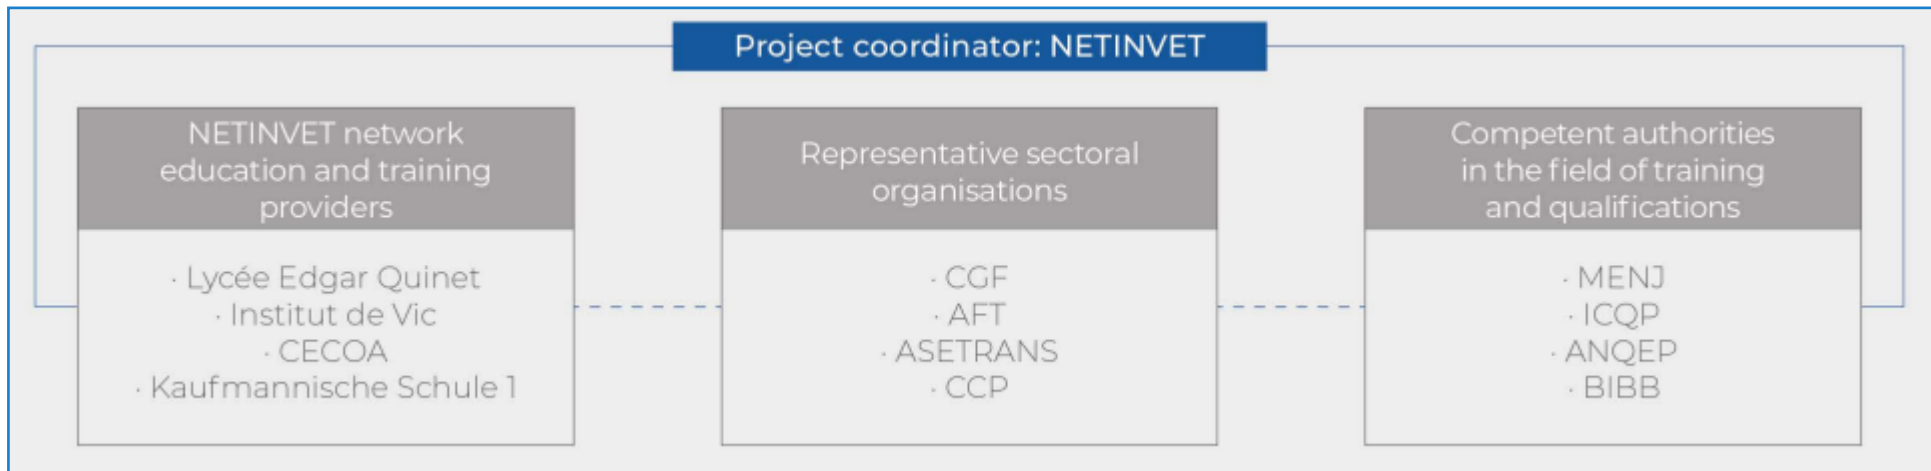 Project coordinator: NETINVET
NETINVET network
education and training
providers
· Lycée Edgar Quinet
· Institut de Vic
· CECOA
· Kaufmannische Schule 1
Representative sectoral
organisations
· CGF
· AFT
· ASETRANS
· CCP
Competent authorities
in the field of training
and qualifications
· MENJ
· ICQP
· ANQEP
· BIBB